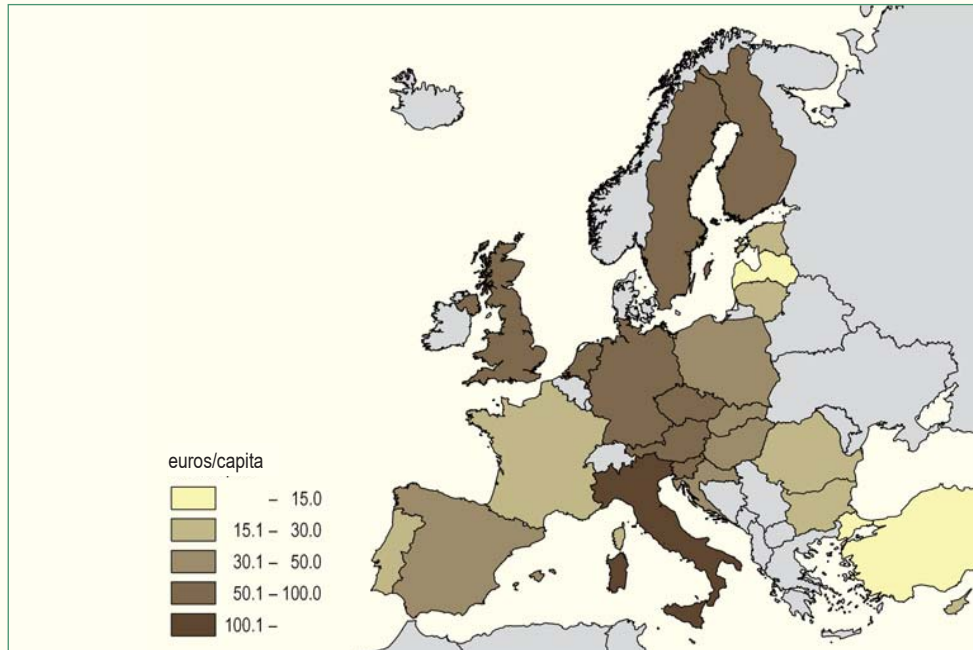 euros/capita
– 15.0
15.1 – 30.0
30.1 – 50.0
50.1 – 100.0
100.1 –